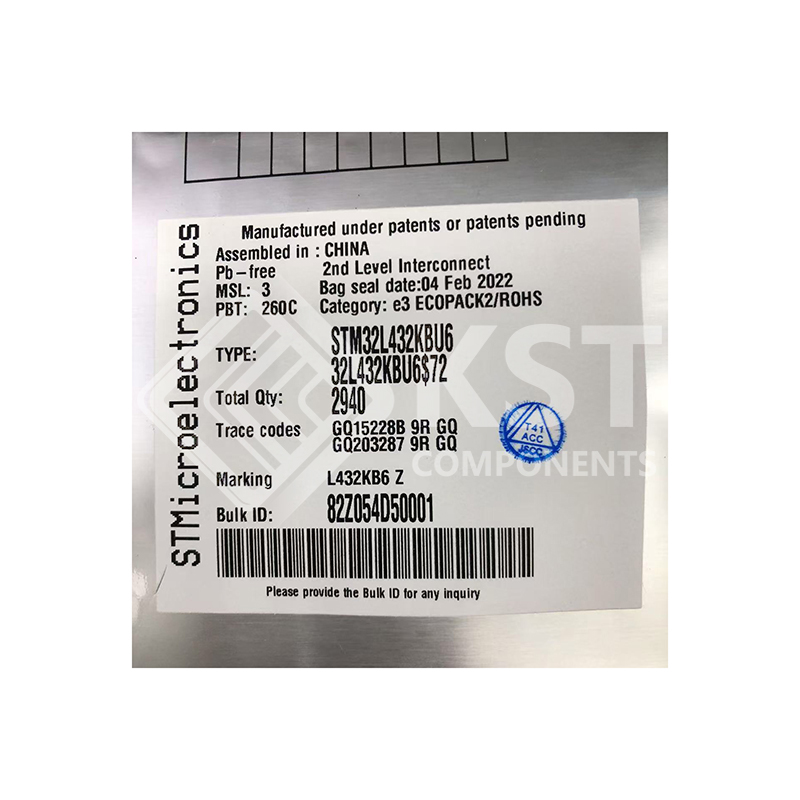 STMicroelectronics
Manufactured under patents or patents pending
Assembled in : CHINA
Pb-free 2nd Level Interconnect
MSL: 3 Bag seal date:04 Feb 2022
PBT: 260C Category: e3 ECOPACK2/ROHS
TYPE: STM32L432KBU6
32L432KBU6$72
Total Qty: 2940
Trace codes GQ15228B 9R GQ
GQ203287 9R GQ
Marking L432KB6 Z
Bulk ID: 82Z054D50001
Please provide the Bulk ID for any inquiry
T41
ACC
JSCC
SKST
COMPONENTS